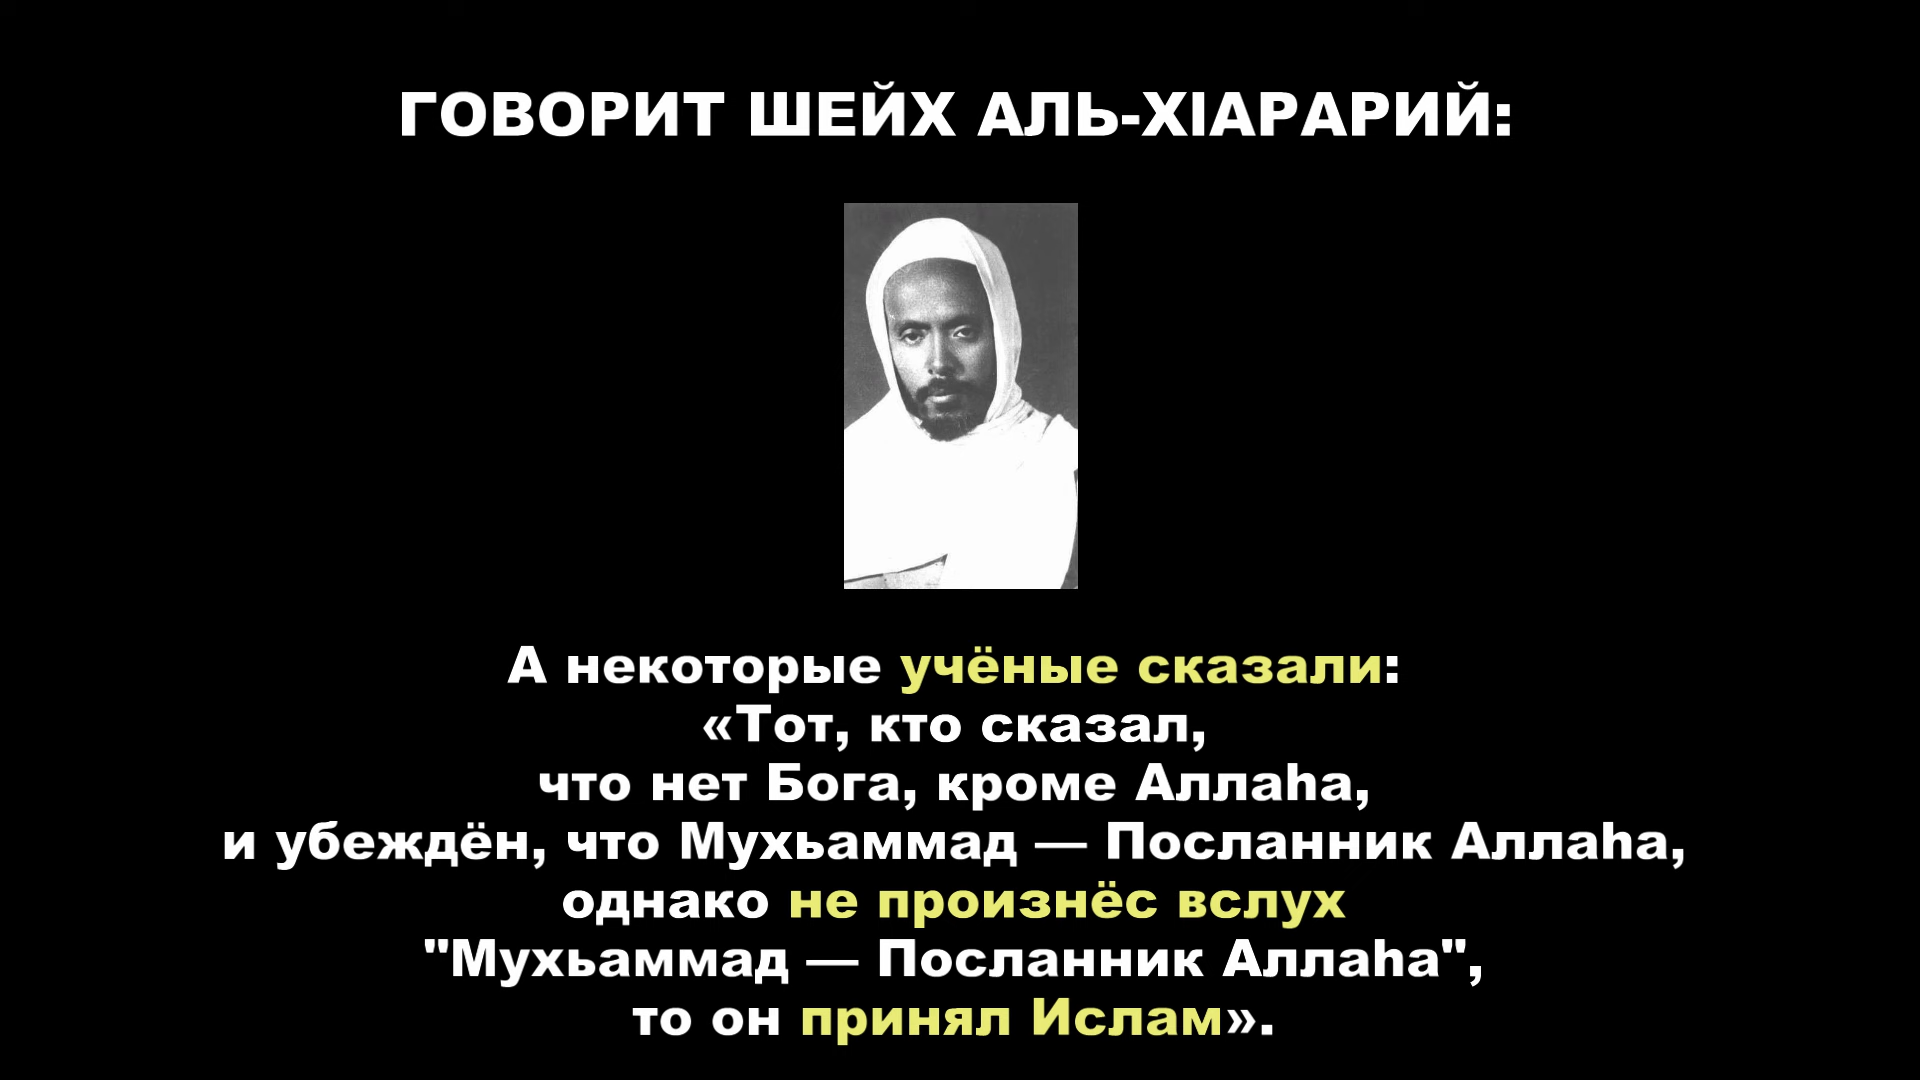 ГОВОРИТ ШЕЙХ АЛЬ-ХIАРАРИЙ:
А некоторые учёные сказали:
«Тот, кто сказал,
что нет Бога, кроме Аллаhа,
и убеждён, что Мухьаммад — Посланник Аллаhа,
однако не произнёс вслух
"Мухьаммад — Посланник Аллаhа",
то он принял Ислам».